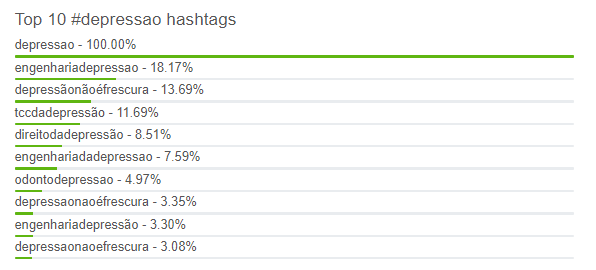 Top 10 #depressao hashtags
depressao - 100.00%
engenhariadepressao - 18.17%
depressãonãoéfrescura - 13.69%
tccdadepressão - 11.69%
direitodadepressão - 8.51%
engenhariadadepressao - 7.59%
odontodepressao - 4.97%
depressaonaoéfrescura - 3.35%
engenhariadepressão - 3.30%
depressaonaoefrescura - 3.08%